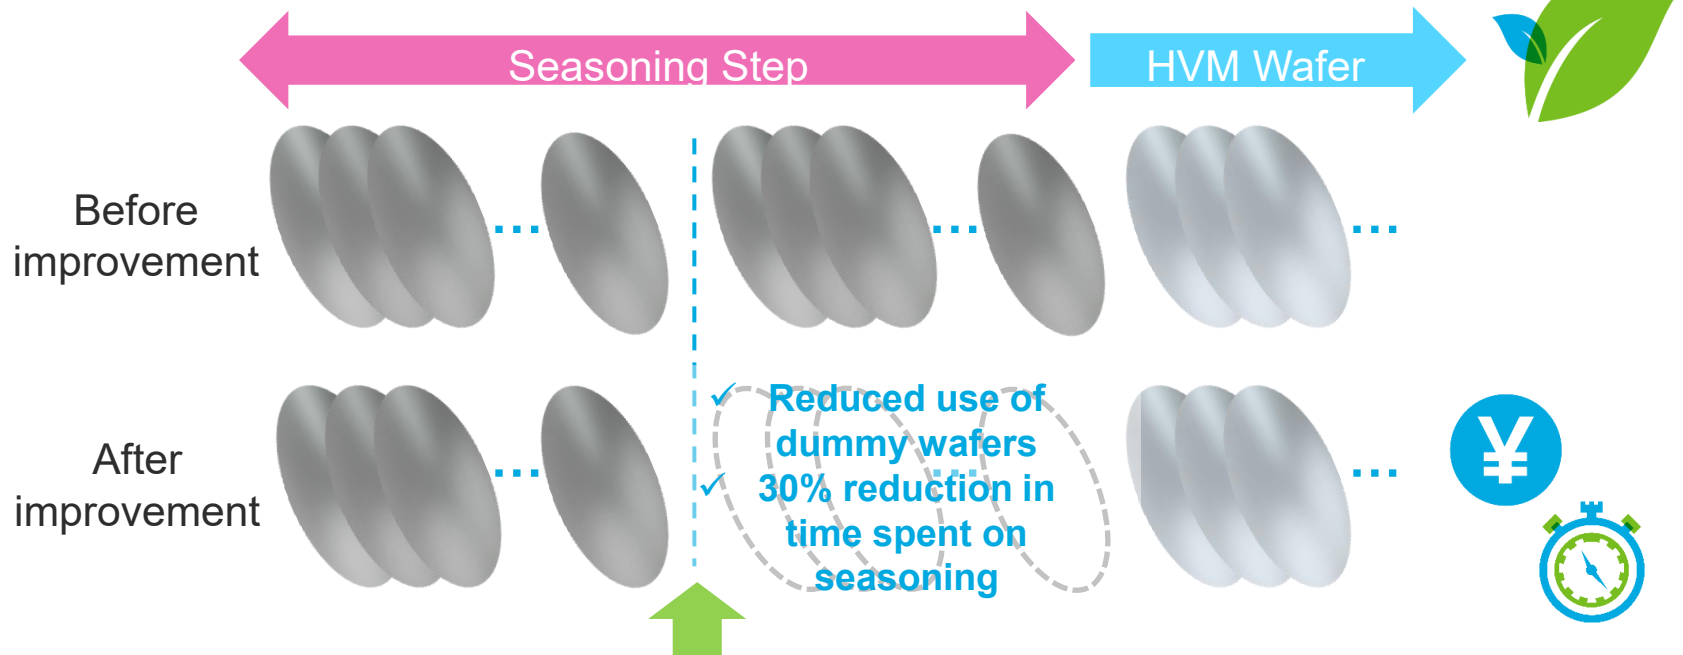 Seasoning Step
HVM Wafer
Before
improvement
...
...
...
After
improvement
...
✓ Reduced use of
dummy wafers
✓ 30% reduction in
time spent on
seasoning
...
...
¥